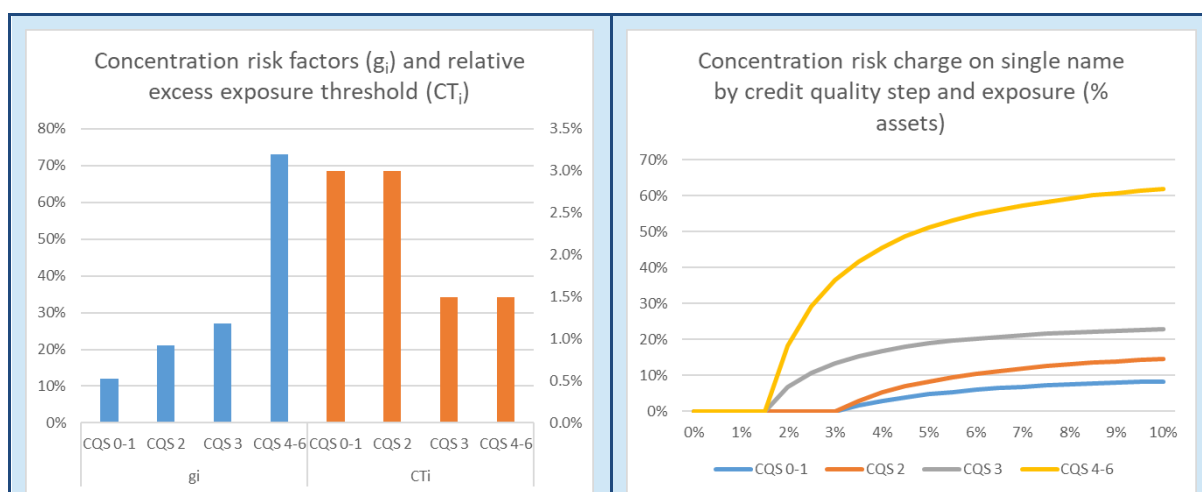 Concentration risk factors (gi) and relative
excess exposure threshold (CTi)
80%
70%
60%
50%
40%
30%
20%
10%
0%
3.5%
3.0%
2.5%
2.0%
1.5%
1.0%
0.5%
0.0%
CQS 0-1 CQS 2 CQS 3 CQS 4-6 CQS 0-1 CQS 2 CQS 3 CQS 4-6
gi CTi
Concentration risk charge on single name
by credit quality step and exposure (%
assets)
70%
60%
50%
40%
30%
20%
10%
0%
0% 1% 2% 3% 4% 5% 6% 7% 8% 9% 10%
CQS 0-1 CQS 2 CQS 3 CQS 4-6